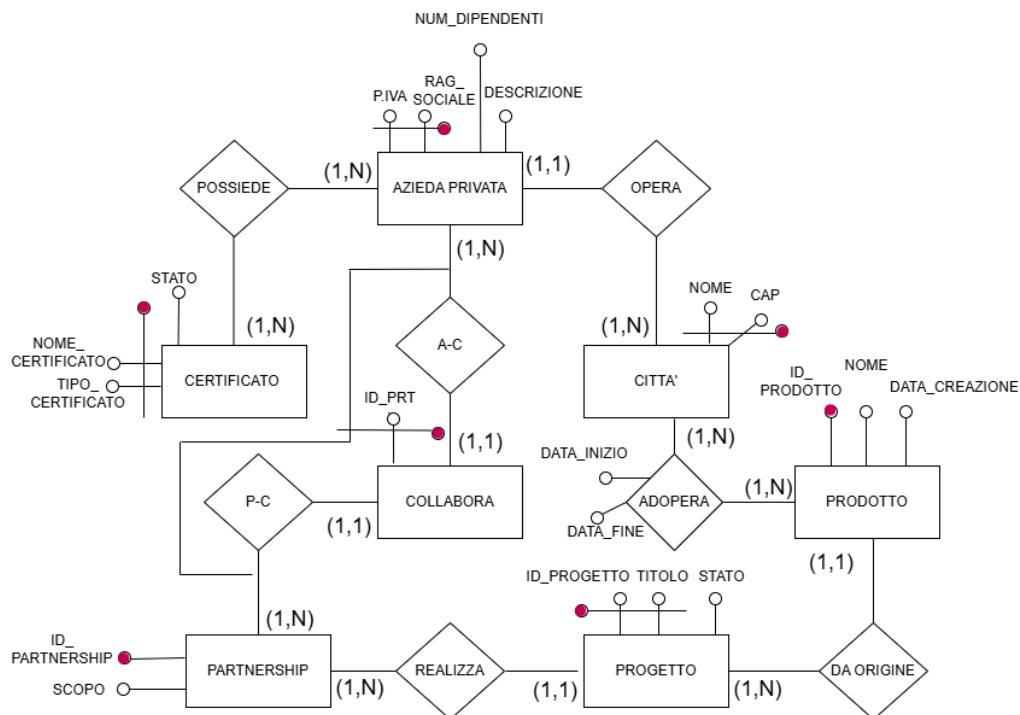 NUM_DIPENDENTI
RAG_
SOCIALE
P.IVA
DESCRIZIONE
POSSIEDE
(1,N)
AZIEDA PRIVATA
(1,1)
OPERA
(1,N)
STATO
NOME
CAP
NOME_
CERTIFICATO
TIPO_
CERTIFICATO
(1,N)
CERTIFICATO
A-C
(1,N)
CITTA'
ID_
PRODOTTO
NOME
DATA_CREAZIONE
ID_PRT
(1,1)
(1,N)
DATA_INIZIO
P-C
(1,1)
COLLABORA
ADOPERA
(1,N)
PRODOTTO
DATA_FINE
(1,1)
ID_PROGETTO
TITOLO
STATO
(1,N)
ID_
PARTNERSHIP
SCOPO
PARTNERSHIP
(1,N)
REALIZZA
(1,1)
PROGETTO
(1,N)
DA ORIGINE